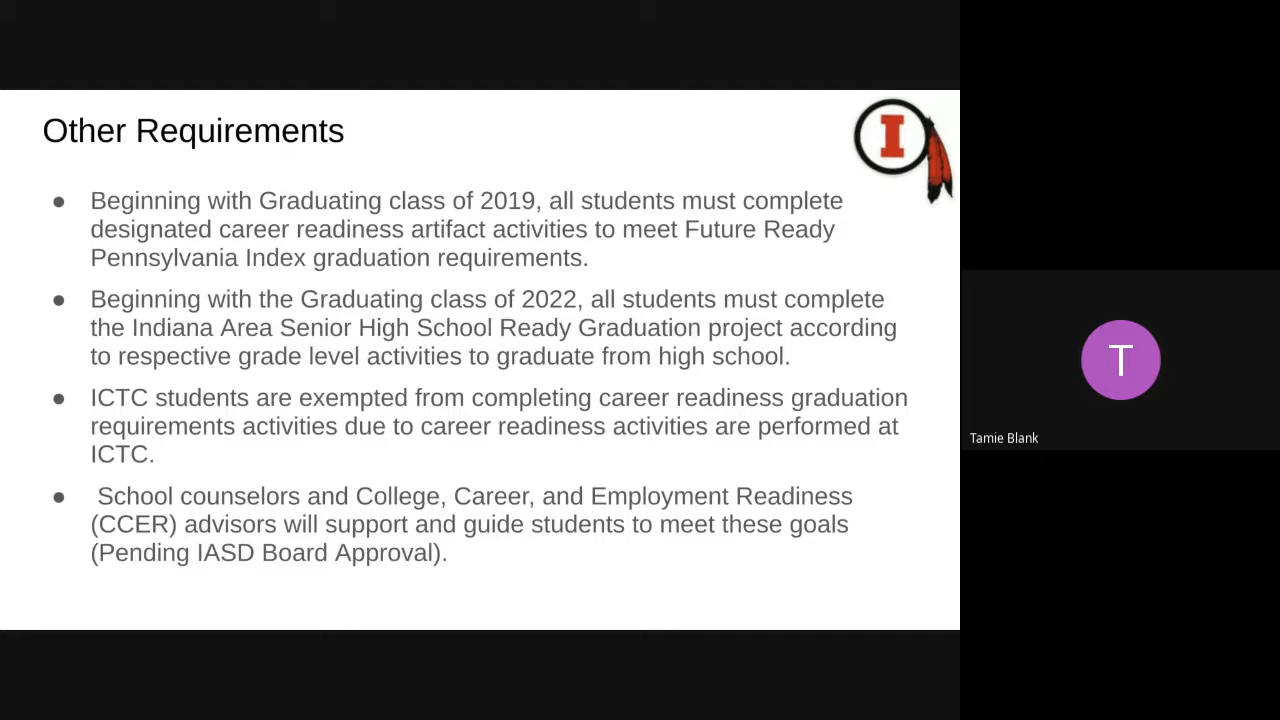 Other Requirements
I
● Beginning with Graduating class of 2019, all students must complete
designated career readiness artifact activities to meet Future Ready
Pennsylvania Index graduation requirements.
● Beginning with the Graduating class of 2022, all students must complete
the Indiana Area Senior High School Ready Graduation project according
to respective grade level activities to graduate from high school.
● ICTC students are exempted from completing career readiness graduation
requirements activities due to career readiness activities are performed at
ICTC.
● School counselors and College, Career, and Employment Readiness
(CCER) advisors will support and guide students to meet these goals
(Pending IASD Board Approval).
T
Tamie Blank